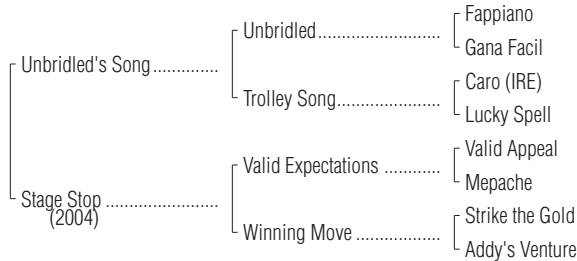 Fappiano
Unbridled........................
Gana Facil
Unbridled's Song.............
Caro (IRE)
Trolley Song....................
Lucky Spell
Valid Appeal
Valid Expectations ...........
Mepache
Stage Stop ......................
(2004)
Strike the Gold
Winning Move .................
Addy's Venture